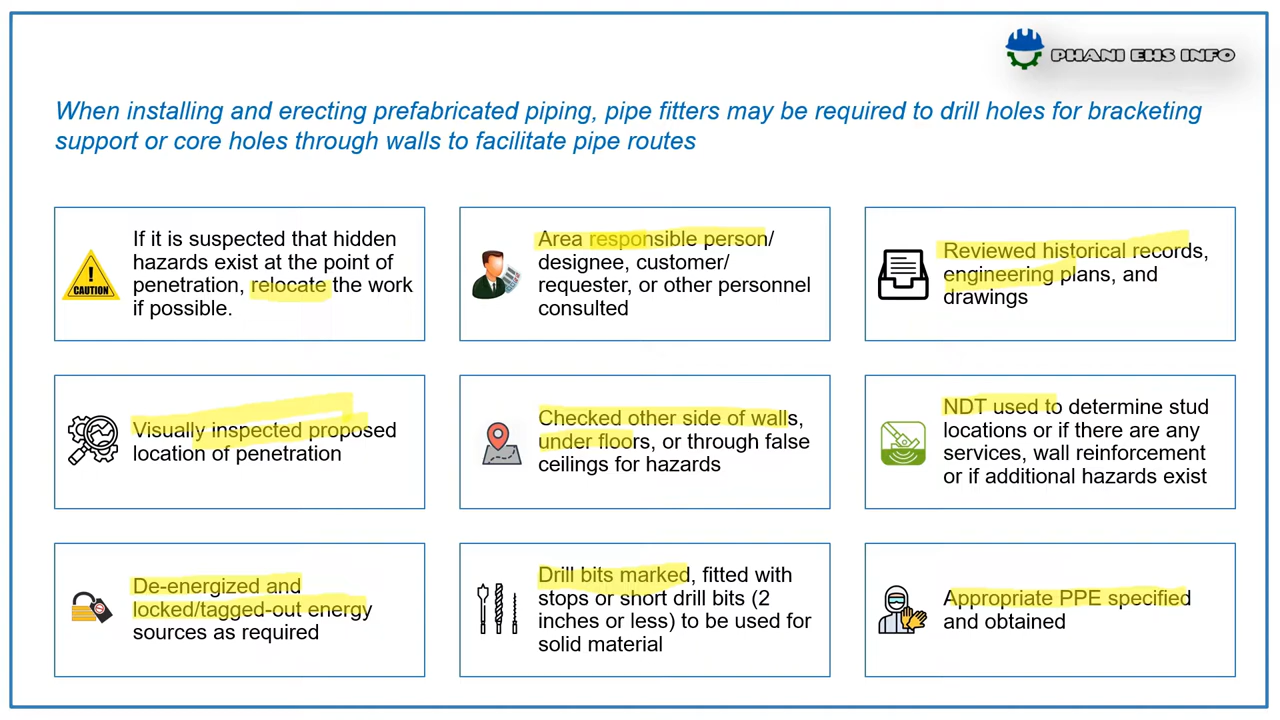 PHANI EHS INFO
When installing and erecting prefabricated piping, pipe fitters may be required to drill holes for bracketing
support or core holes through walls to facilitate pipe routes
CAUTION
If it is suspected that hidden
hazards exist at the point of
penetration, relocate the work
if possible.
Area responsible person/
designee, customer/
requester, or other personnel
consulted
Reviewed historical records,
engineering plans, and
drawings
Visually inspected proposed
location of penetration
Checked other side of walls,
under floors, or through false
ceilings for hazards
NDT used to determine stud
locations or if there are any
services, wall reinforcement
or if additional hazards exist
De-energized and
locked/tagged-out energy
sources as required
Drill bits marked, fitted with
stops or short drill bits (2
inches or less) to be used for
solid material
Appropriate PPE specified
and obtained